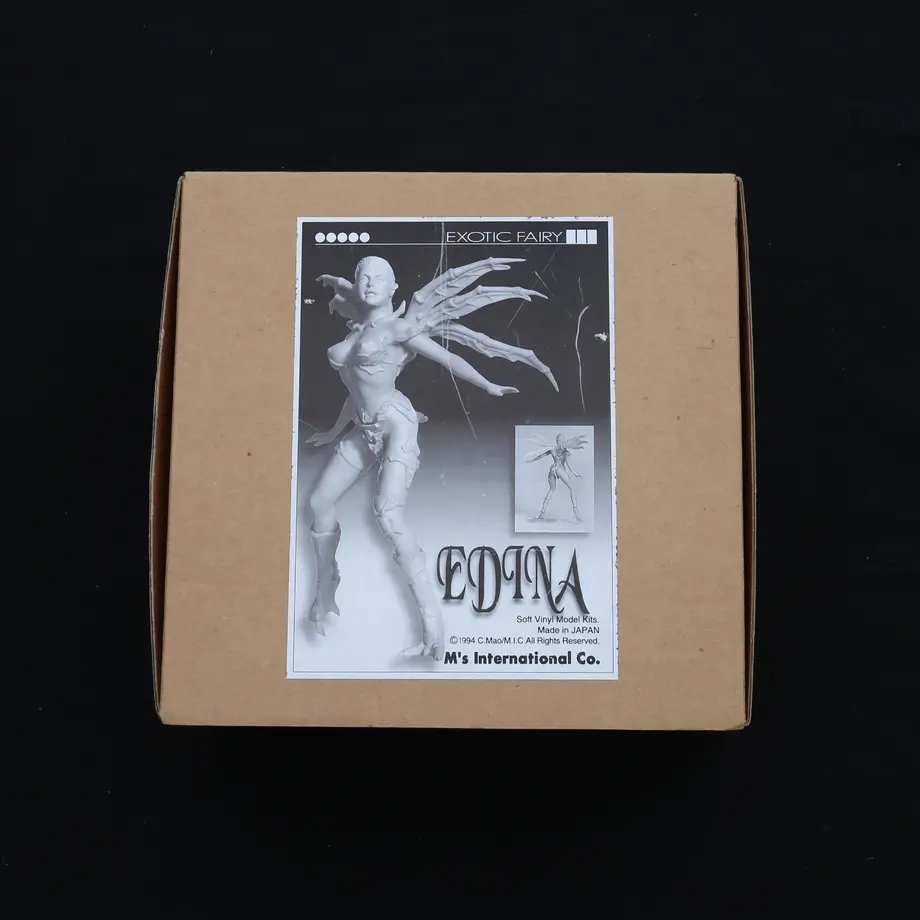 EXOTIC FAIRY
EDINA
Soft Vinyl Model Kits.
Made in JAPAN
©1994 C.Mao/M.I.C All Rights Reserved.
M's International Co.